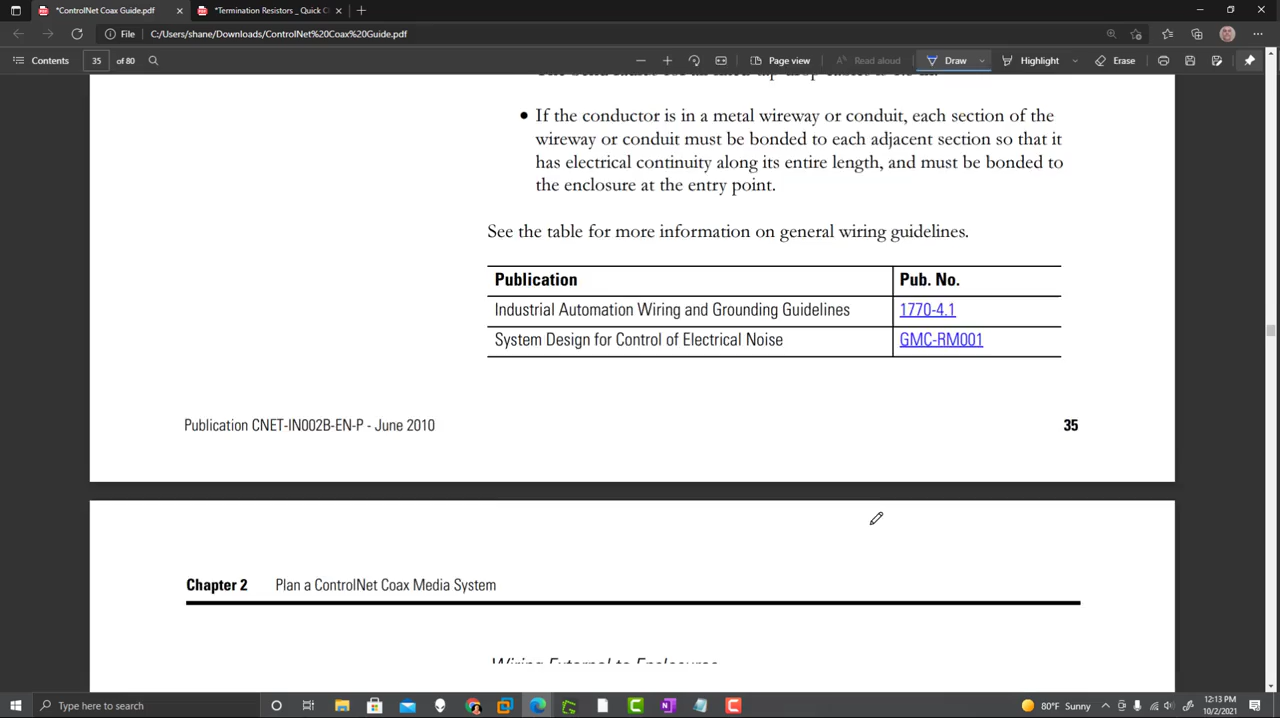 *ControlNet Coax Guide.pdf
*Termination Resistors _ Quick C
File
C:/Users/shane/Downloads/ControlNet%20Coax%20Guide.pdf
Contents
35
of 80
Page view
Read aloud
Draw
Highlight
Erase
• If the conductor is in a metal wireway or conduit, each section of the
wireway or conduit must be bonded to each adjacent section so that it
has electrical continuity along its entire length, and must be bonded to
the enclosure at the entry point.
See the table for more information on general wiring guidelines.
Publication Pub. No.
Industrial Automation Wiring and Grounding Guidelines 1770-4.1
System Design for Control of Electrical Noise GMC-RM001
Publication CNET-IN002B-EN-P - June 2010 35
Chapter 2 Plan a ControlNet Coax Media System
Wiring External to Enclosures
Type here to search
80°F Sunny
12:13 PM
10/2/2021